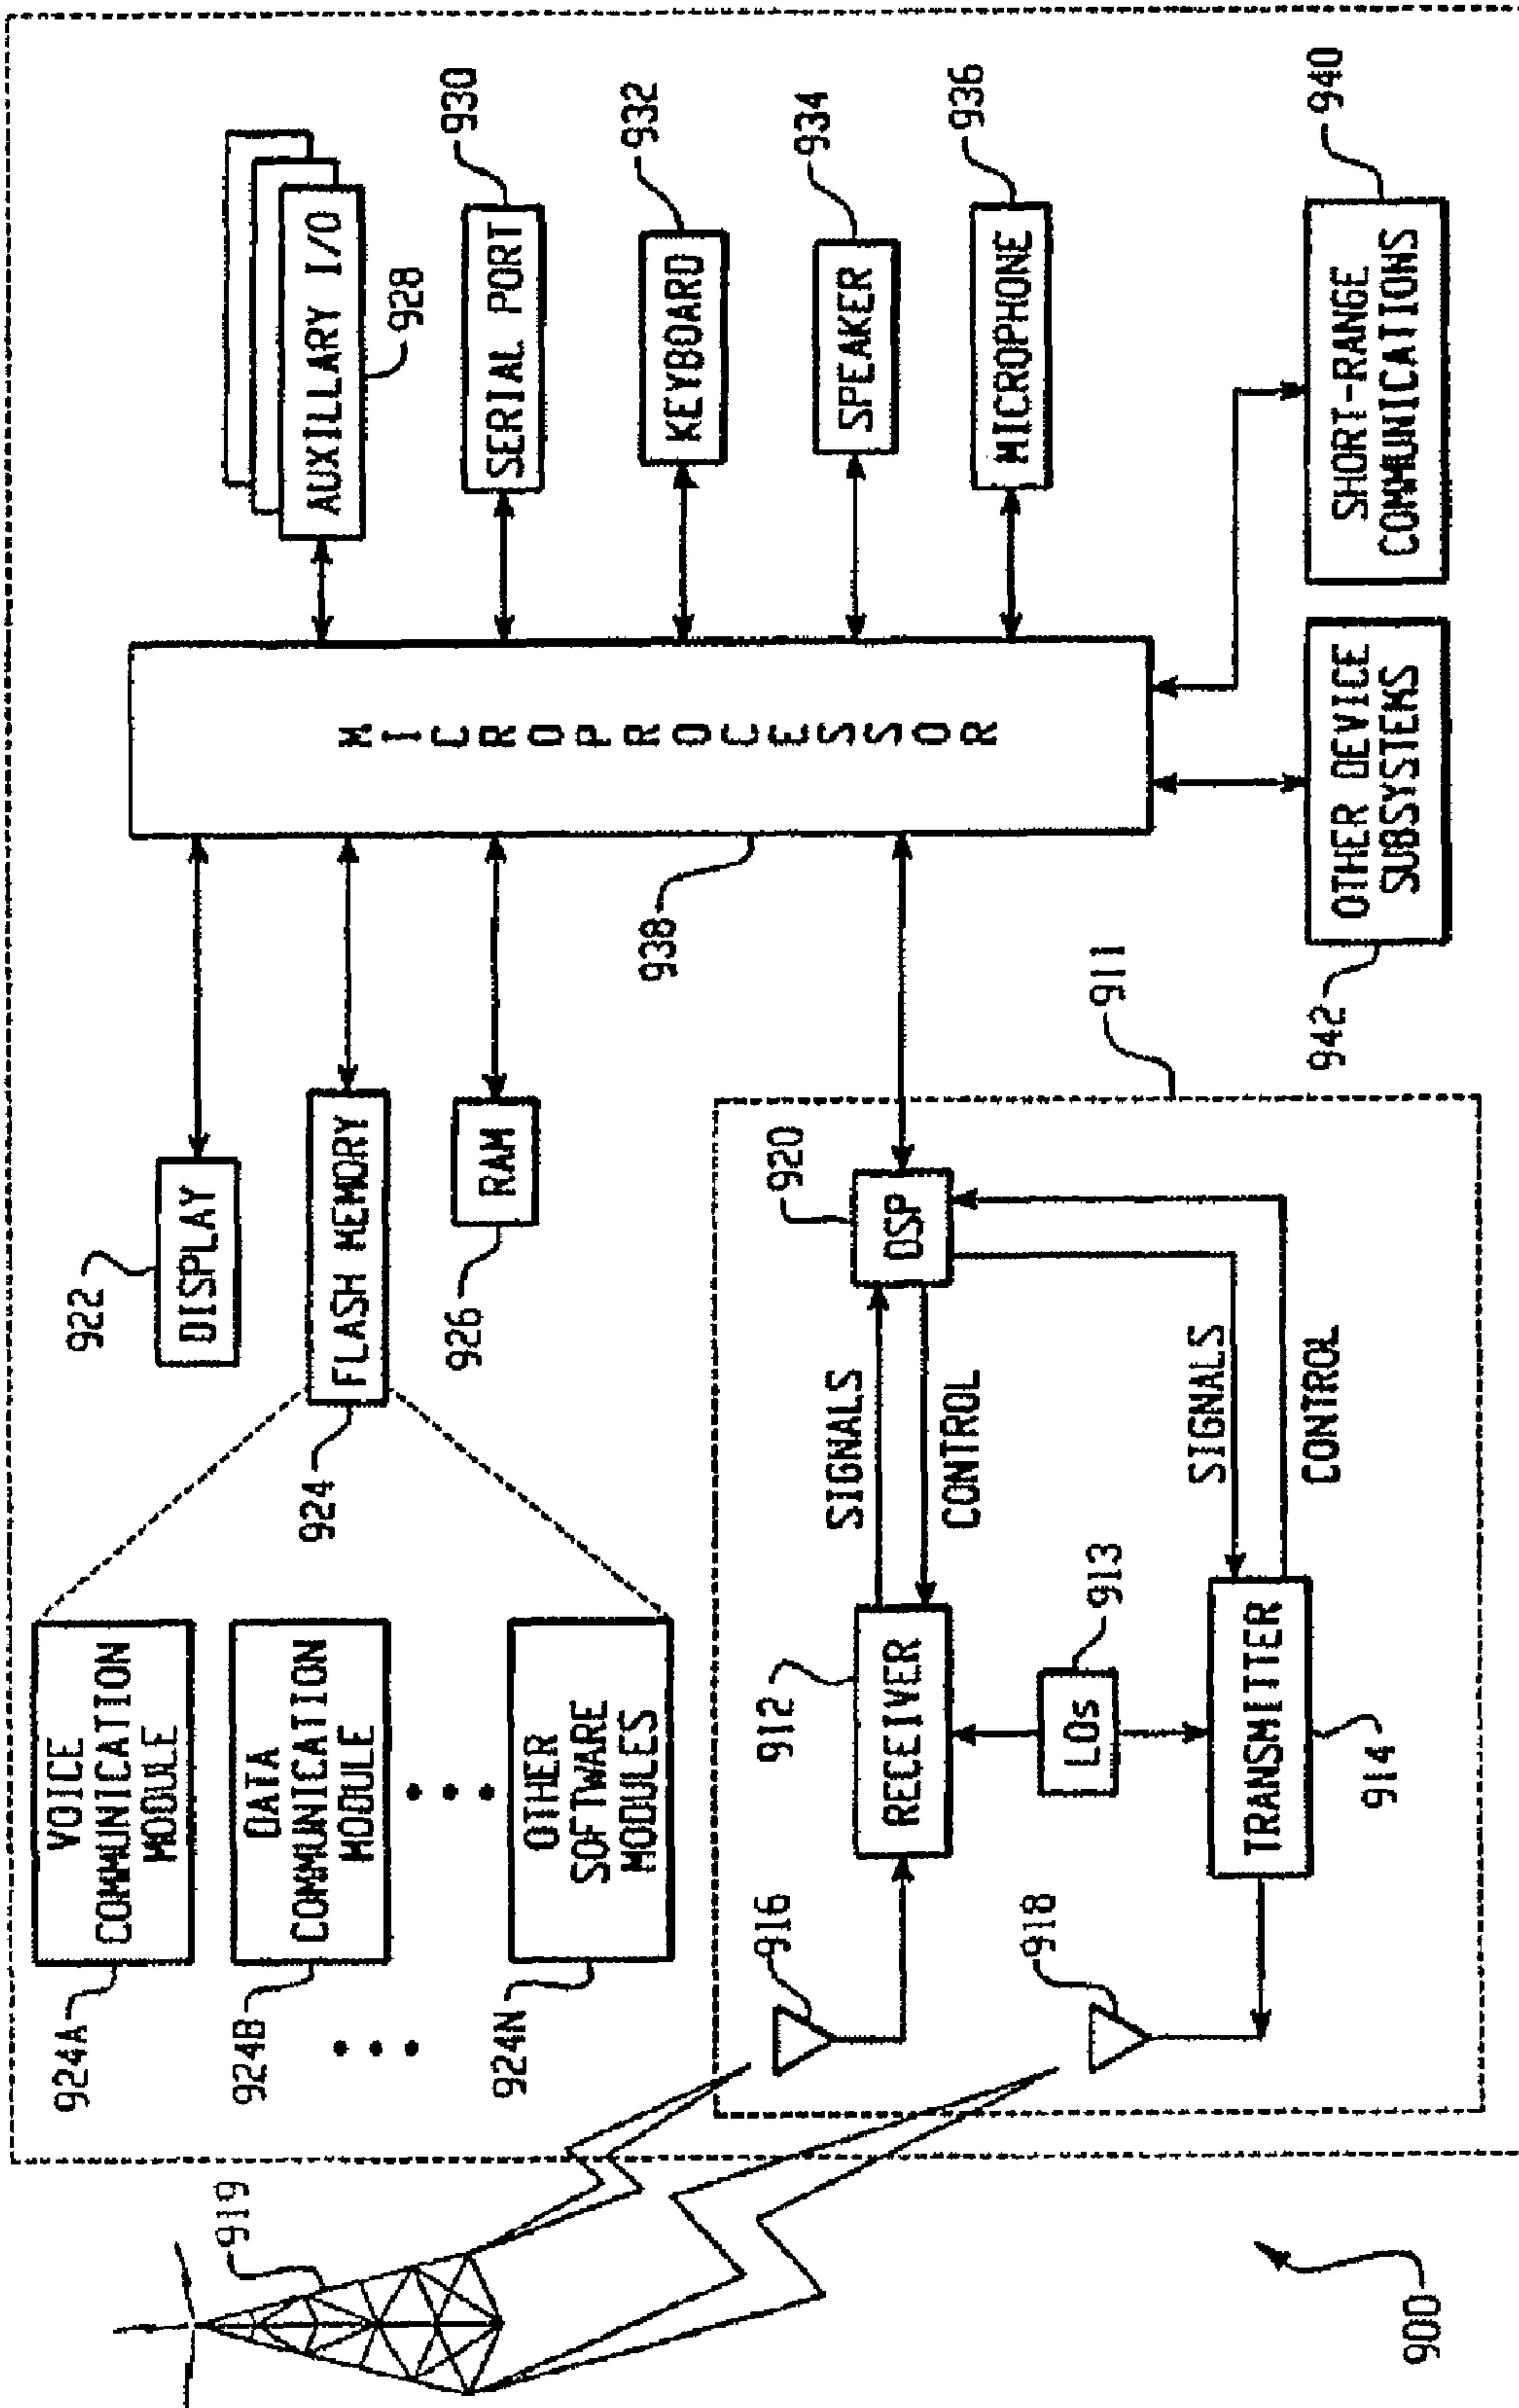 919
900
924A
VOICE
COMMUNICATION
MODULE
924B
DATA
COMMUNICATION
MODULE
924N
OTHER
SOFTWARE
MODULES
922
DISPLAY
924
FLASH MEMORY
926
RAM
938
MICROPROCESSOR
AUXILLARY I/O
928
SERIAL PORT
930
KEYBOARD
932
SPEAKER
934
MICROPHONE
936
SHORT-RANGE
COMMUNICATIONS
940
OTHER DEVICE
SUBSYSTEMS
942
911
916
912
RECEIVER
SIGNALS
CONTROL
920
DSP
LOs
913
918
TRANSMITTER
914
SIGNALS
CONTROL